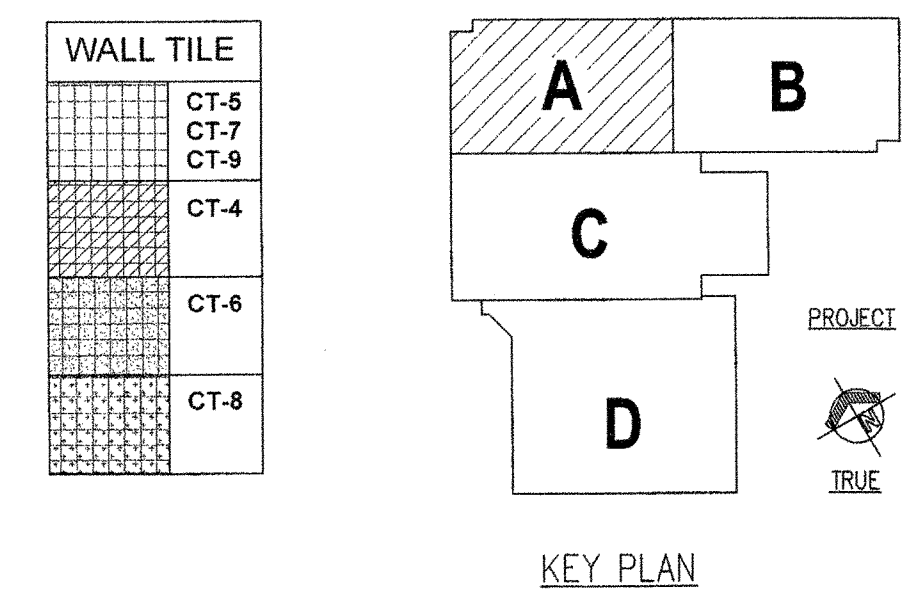 WALL TILE
CT-5
CT-7
CT-9
CT-4
CT-6
CT-8
A
B
C
D
PROJECT
N
TRUE
KEY PLAN